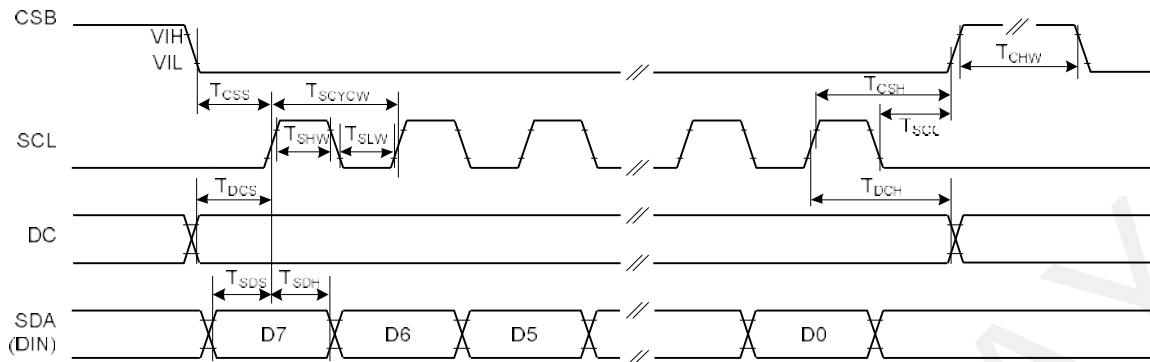 CSB
VIH
VIL
TCHW
TCSS
TSCYCW
TCSH
TSHW
TSLW
TSCC
SCL
TDCS
TDCH
DC
TSDS
TSDH
SDA
(DIN)
D7
D6
D5
D0